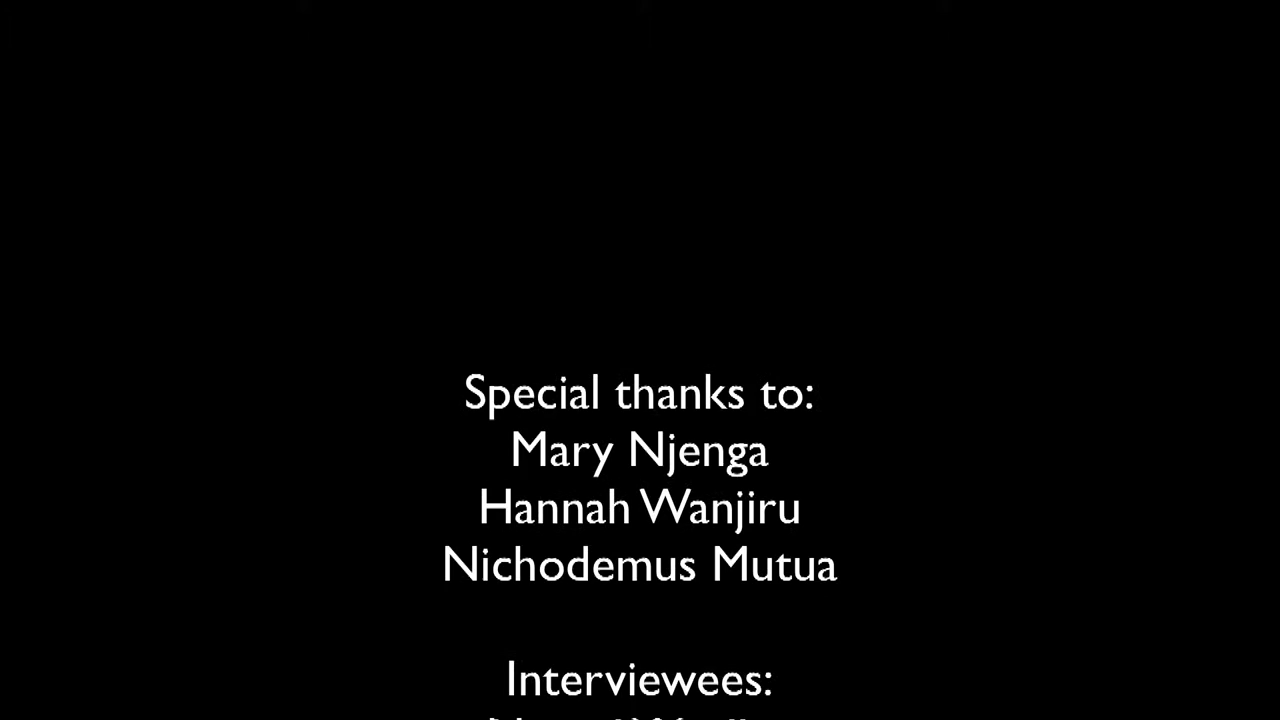 Special thanks to:
Mary Njenga
Hannah Wanjiru
Nichodemus Mutua
Interviewees: